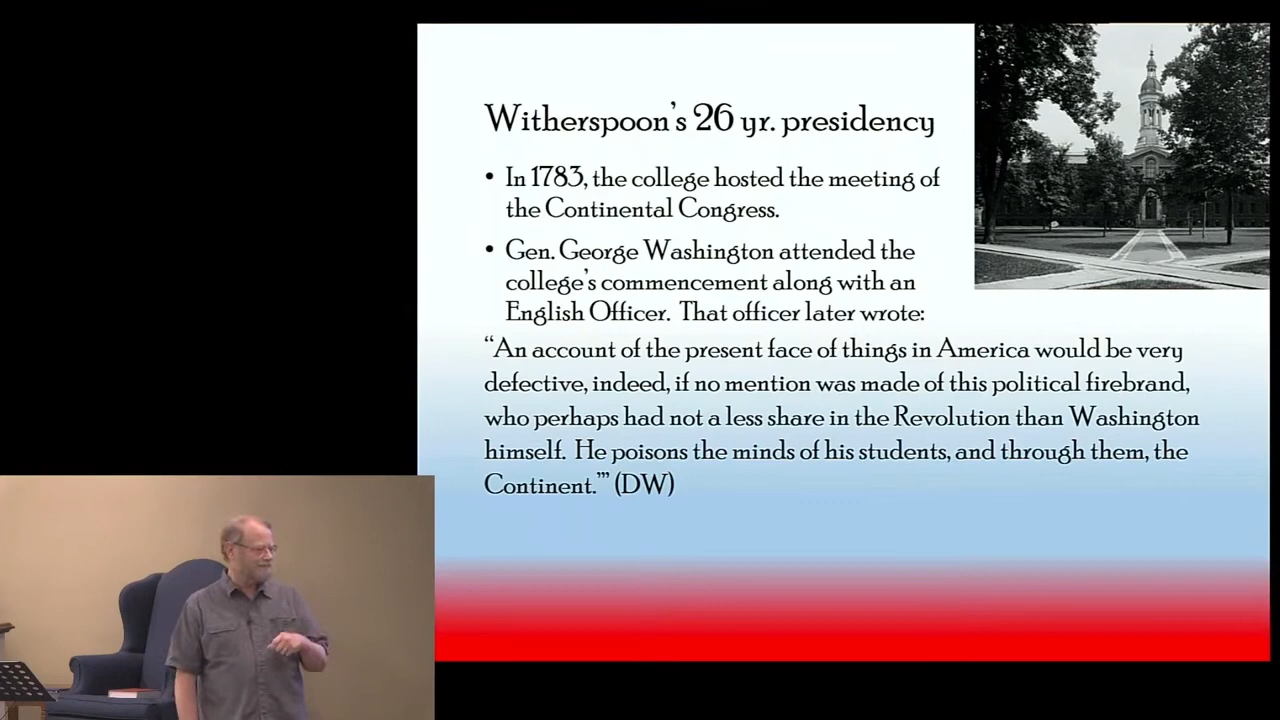 Witherspoon's 26 yr. presidency
• In 1783, the college hosted the meeting of
the Continental Congress.
• Gen. George Washington attended the
college's commencement along with an
English Officer. That officer later wrote:
“An account of the present face of things in America would be very
defective, indeed, if no mention was made of this political firebrand,
who perhaps had not a less share in the Revolution than Washington
himself. He poisons the minds of his students, and through them, the
Continent.’” (DW)